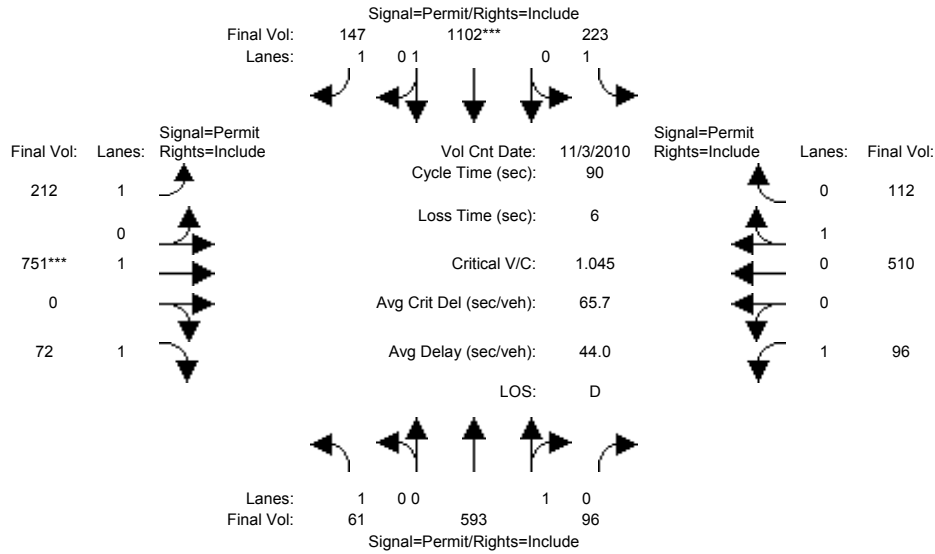 Signal=Permit/Rights=Include
Final Vol: 147 1102*** 223
Lanes: 1 0 1 0 1
Signal=Permit Signal=Permit
Final Vol: Lanes: Rights=Include Vol Cnt Date: 11/3/2010 Rights=Include Lanes: Final Vol:
Cycle Time (sec): 90
212 1 0 112
Loss Time (sec): 6
0 1
751*** 1 Critical V/C: 1.045 0 510
0 0 Avg Crit Del (sec/veh): 65.7 0
72 1 Avg Delay (sec/veh): 44.0 1 96
LOS: D
Lanes: 1 0 0 1 0
Final Vol: 61 593 96
Signal=Permit/Rights=Include